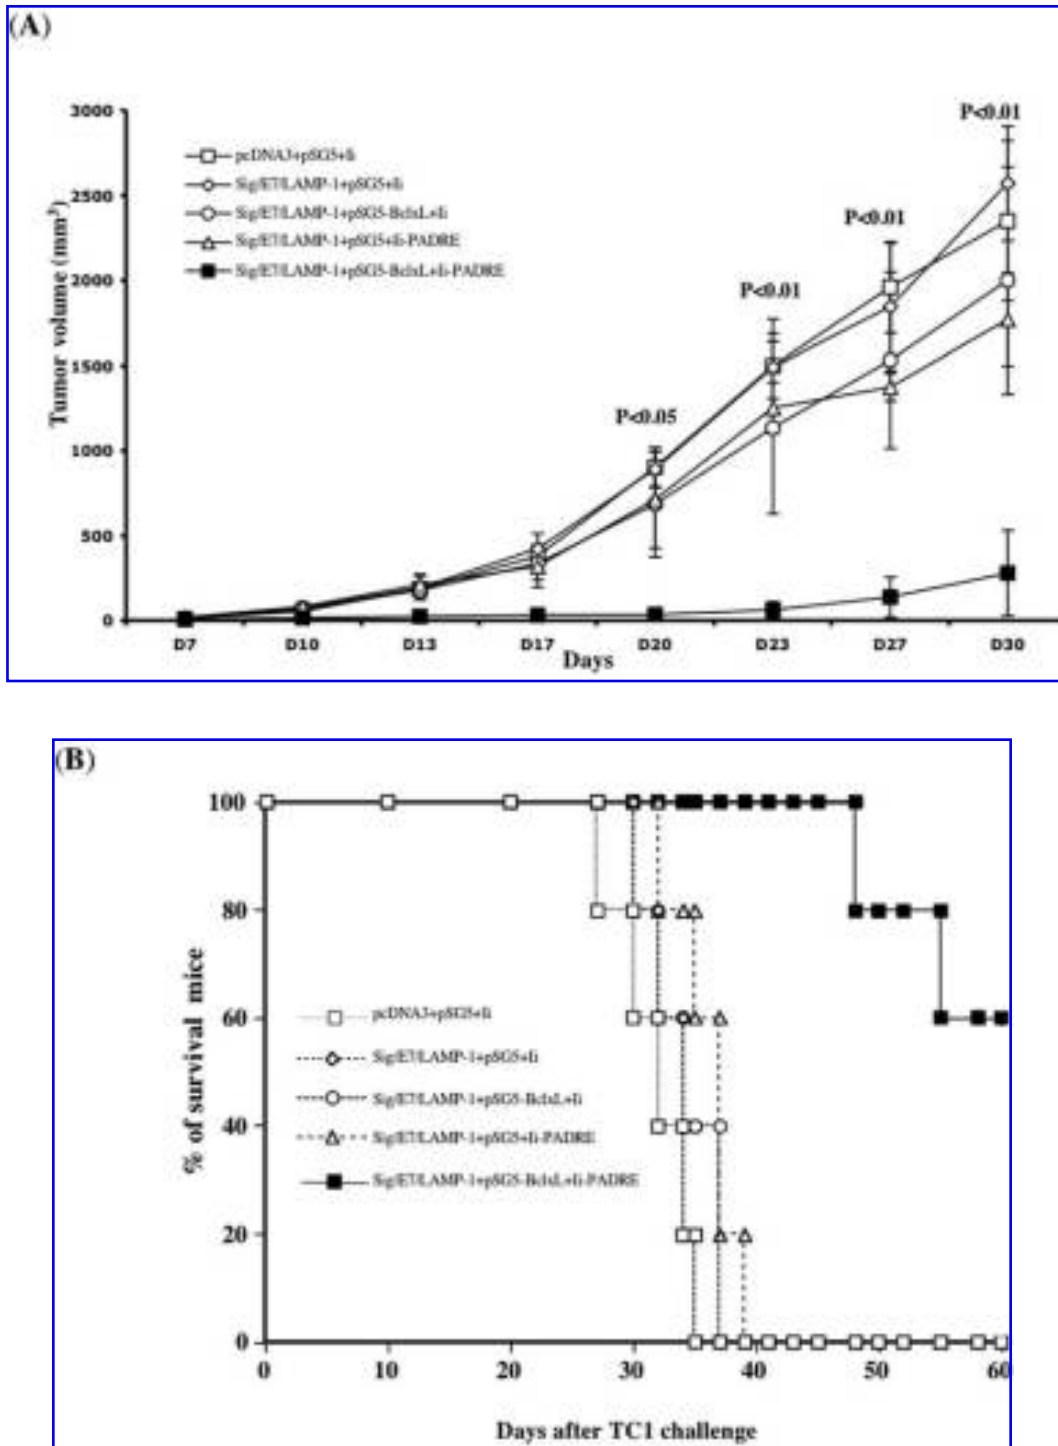 (A)
3000
2500
2000
1500
1000
500
0
Tumor volume (mm³)
pcDNA3+pSG5+Ii
Sig/E7/LAMP-1+pSG5+Ii
Sig/E7/LAMP-1+pSG5-BclxL+Ii
Sig/E7/LAMP-1+pSG5+Ii-PADRE
Sig/E7/LAMP-1+pSG5-BclxL+Ii-PADRE
P<0.05
P<0.01
P<0.01
P<0.01
D7 D10 D13 D17 D20 D23 D27 D30
Days
(B)
100
80
60
40
20
0
% of survival mice
pcDNA3+pSG5+Ii
Sig/E7/LAMP-1+pSG5+Ii
Sig/E7/LAMP-1+pSG5-BclxL+Ii
Sig/E7/LAMP-1+pSG5+Ii-PADRE
Sig/E7/LAMP-1+pSG5-BclxL+Ii-PADRE
0 10 20 30 40 50 60
Days after TC1 challenge